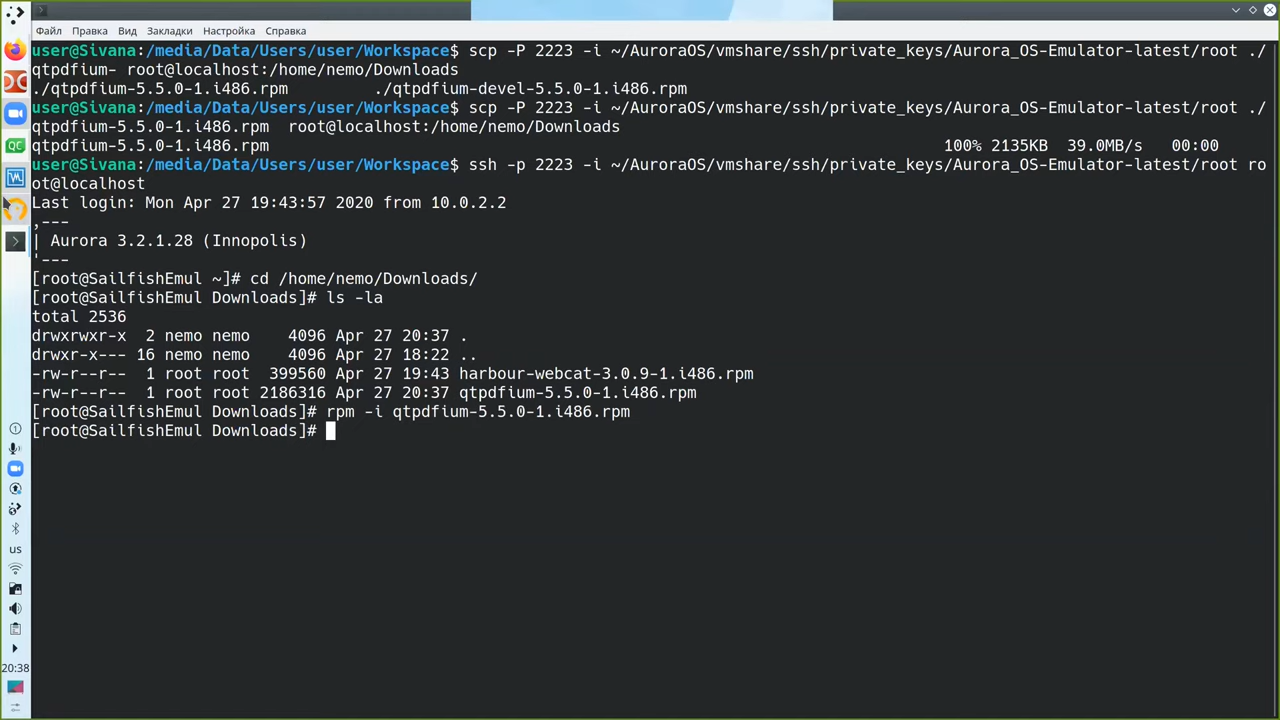 Файл Правка Вид Закладки Настройка Справка
user@Sivana:/media/Data/Users/user/Workspace$ scp -P 2223 -i ~/AuroraOS/vmshare/ssh/private_keys/Aurora_OS-Emulator-latest/root ./
qtpdfium- root@localhost:/home/nemo/Downloads
./qtpdfium-5.5.0-1.i486.rpm ./qtpdfium-devel-5.5.0-1.i486.rpm
user@Sivana:/media/Data/Users/user/Workspace$ scp -P 2223 -i ~/AuroraOS/vmshare/ssh/private_keys/Aurora_OS-Emulator-latest/root ./
qtpdfium-5.5.0-1.i486.rpm root@localhost:/home/nemo/Downloads
qtpdfium-5.5.0-1.i486.rpm 100% 2135KB 39.0MB/s 00:00
user@Sivana:/media/Data/Users/user/Workspace$ ssh -p 2223 -i ~/AuroraOS/vmshare/ssh/private_keys/Aurora_OS-Emulator-latest/root ro
ot@localhost
Last login: Mon Apr 27 19:43:57 2020 from 10.0.2.2
,---
| Aurora 3.2.1.28 (Innopolis)
'---
[root@SailfishEmul ~]# cd /home/nemo/Downloads/
[root@SailfishEmul Downloads]# ls -la
total 2536
drwxrwxr-x 2 nemo nemo 4096 Apr 27 20:37 .
drwxr-x--- 16 nemo nemo 4096 Apr 27 18:22 ..
-rw-r--r-- 1 root root 399560 Apr 27 19:43 harbour-webcat-3.0.9-1.i486.rpm
-rw-r--r-- 1 root root 2186316 Apr 27 20:37 qtpdfium-5.5.0-1.i486.rpm
[root@SailfishEmul Downloads]# rpm -i qtpdfium-5.5.0-1.i486.rpm
[root@SailfishEmul Downloads]#
QC
1
us
20:38